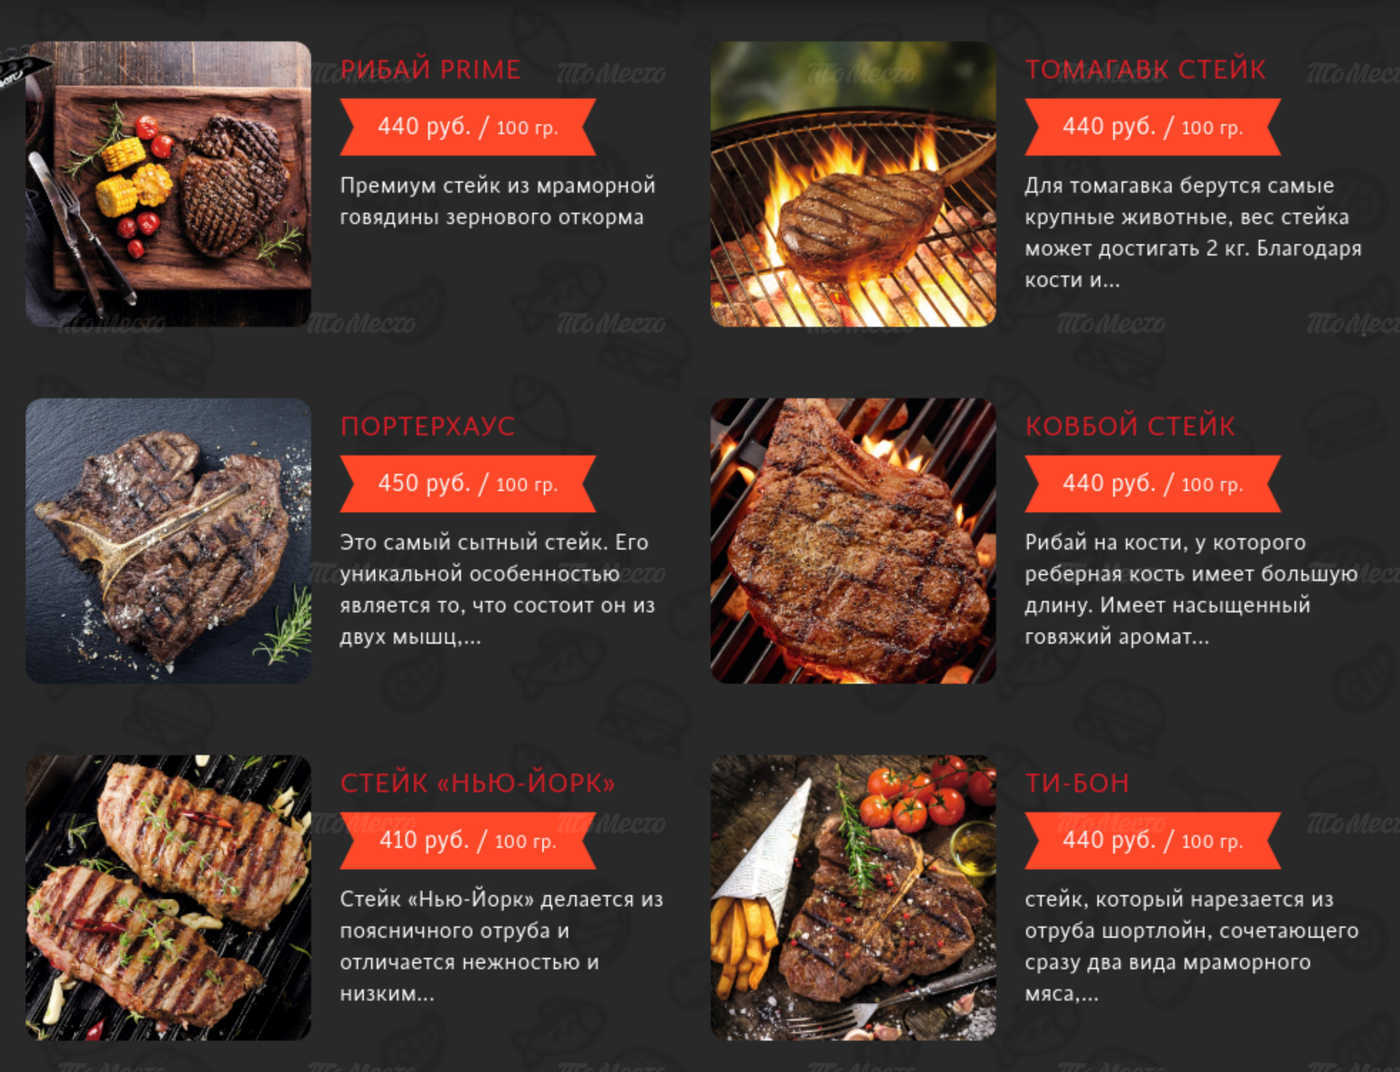 РИБАЙ PRIME
440 руб. / 100 гр.
Премиум стейк из мраморной
говядины зернового откорма
ТОМАГАВК СТЕЙК
440 руб. / 100 гр.
Для томагавка берутся самые
крупные животные, вес стейка
может достигать 2 кг. Благодаря
кости и...
ПОРТЕРХАУС
450 руб. / 100 гр.
Это самый сытный стейк. Его
уникальной особенностью
является то, что состоит он из
двух мышц,...
КОВБОЙ СТЕЙК
440 руб. / 100 гр.
Рибай на кости, у которого
реберная кость имеет большую
длину. Имеет насыщенный
говяжий аромат...
СТЕЙК «НЬЮ-ЙОРК»
410 руб. / 100 гр.
Стейк «Нью-Йорк» делается из
поясничного отруба и
отличается нежностью и
низким...
ТИ-БОН
440 руб. / 100 гр.
стейк, который нарезается из
отруба шортлойн, сочетающего
сразу два вида мраморного
мяса,...
ТоМесто